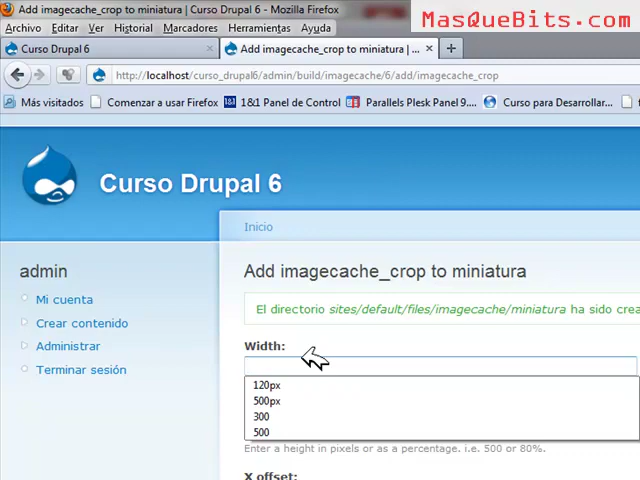 Add imagecache_crop to miniatura | Curso Drupal 6 - Mozilla Firefox
MasQueBits.com
Archivo Editar Ver Historial Marcadores Herramientas Ayuda
Curso Drupal 6 × Add imagecache_crop to miniatura | ... × +
http://localhost/curso_drupal6/admin/build/imagecache/6/add/imagecache_crop
Más visitados Comenzar a usar Firefox 1&1 1&1 Panel de Control Parallels Plesk Panel 9.... Curso para Desarrollar...
Curso Drupal 6
Inicio
admin
Mi cuenta
Crear contenido
Administrar
Terminar sesión
Add imagecache_crop to miniatura
El directorio sites/default/files/imagecache/miniatura ha sido crea
Width:
120px
500px
300
500
Enter a height in pixels or as a percentage. i.e. 500 or 80%.
X offset: